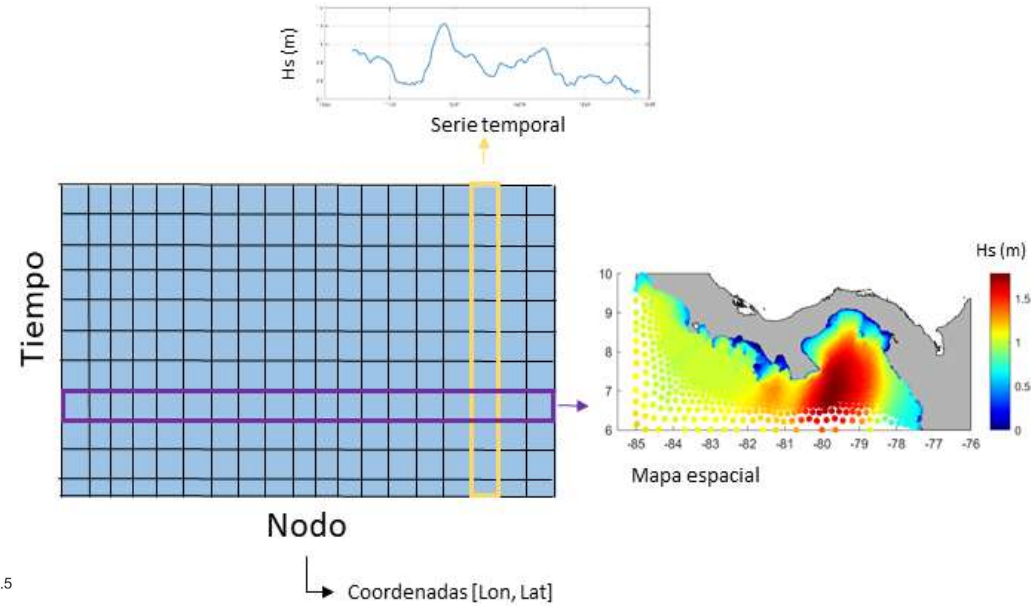 Hs (m)
Serie temporal
Tiempo
Hs (m)
10
9
8
7
6
-85 -84 -83 -82 -81 -80 -79 -78 -77 -76
1.5
1
0.5
0
Mapa espacial
Nodo
.5
Coordenadas [Lon, Lat]